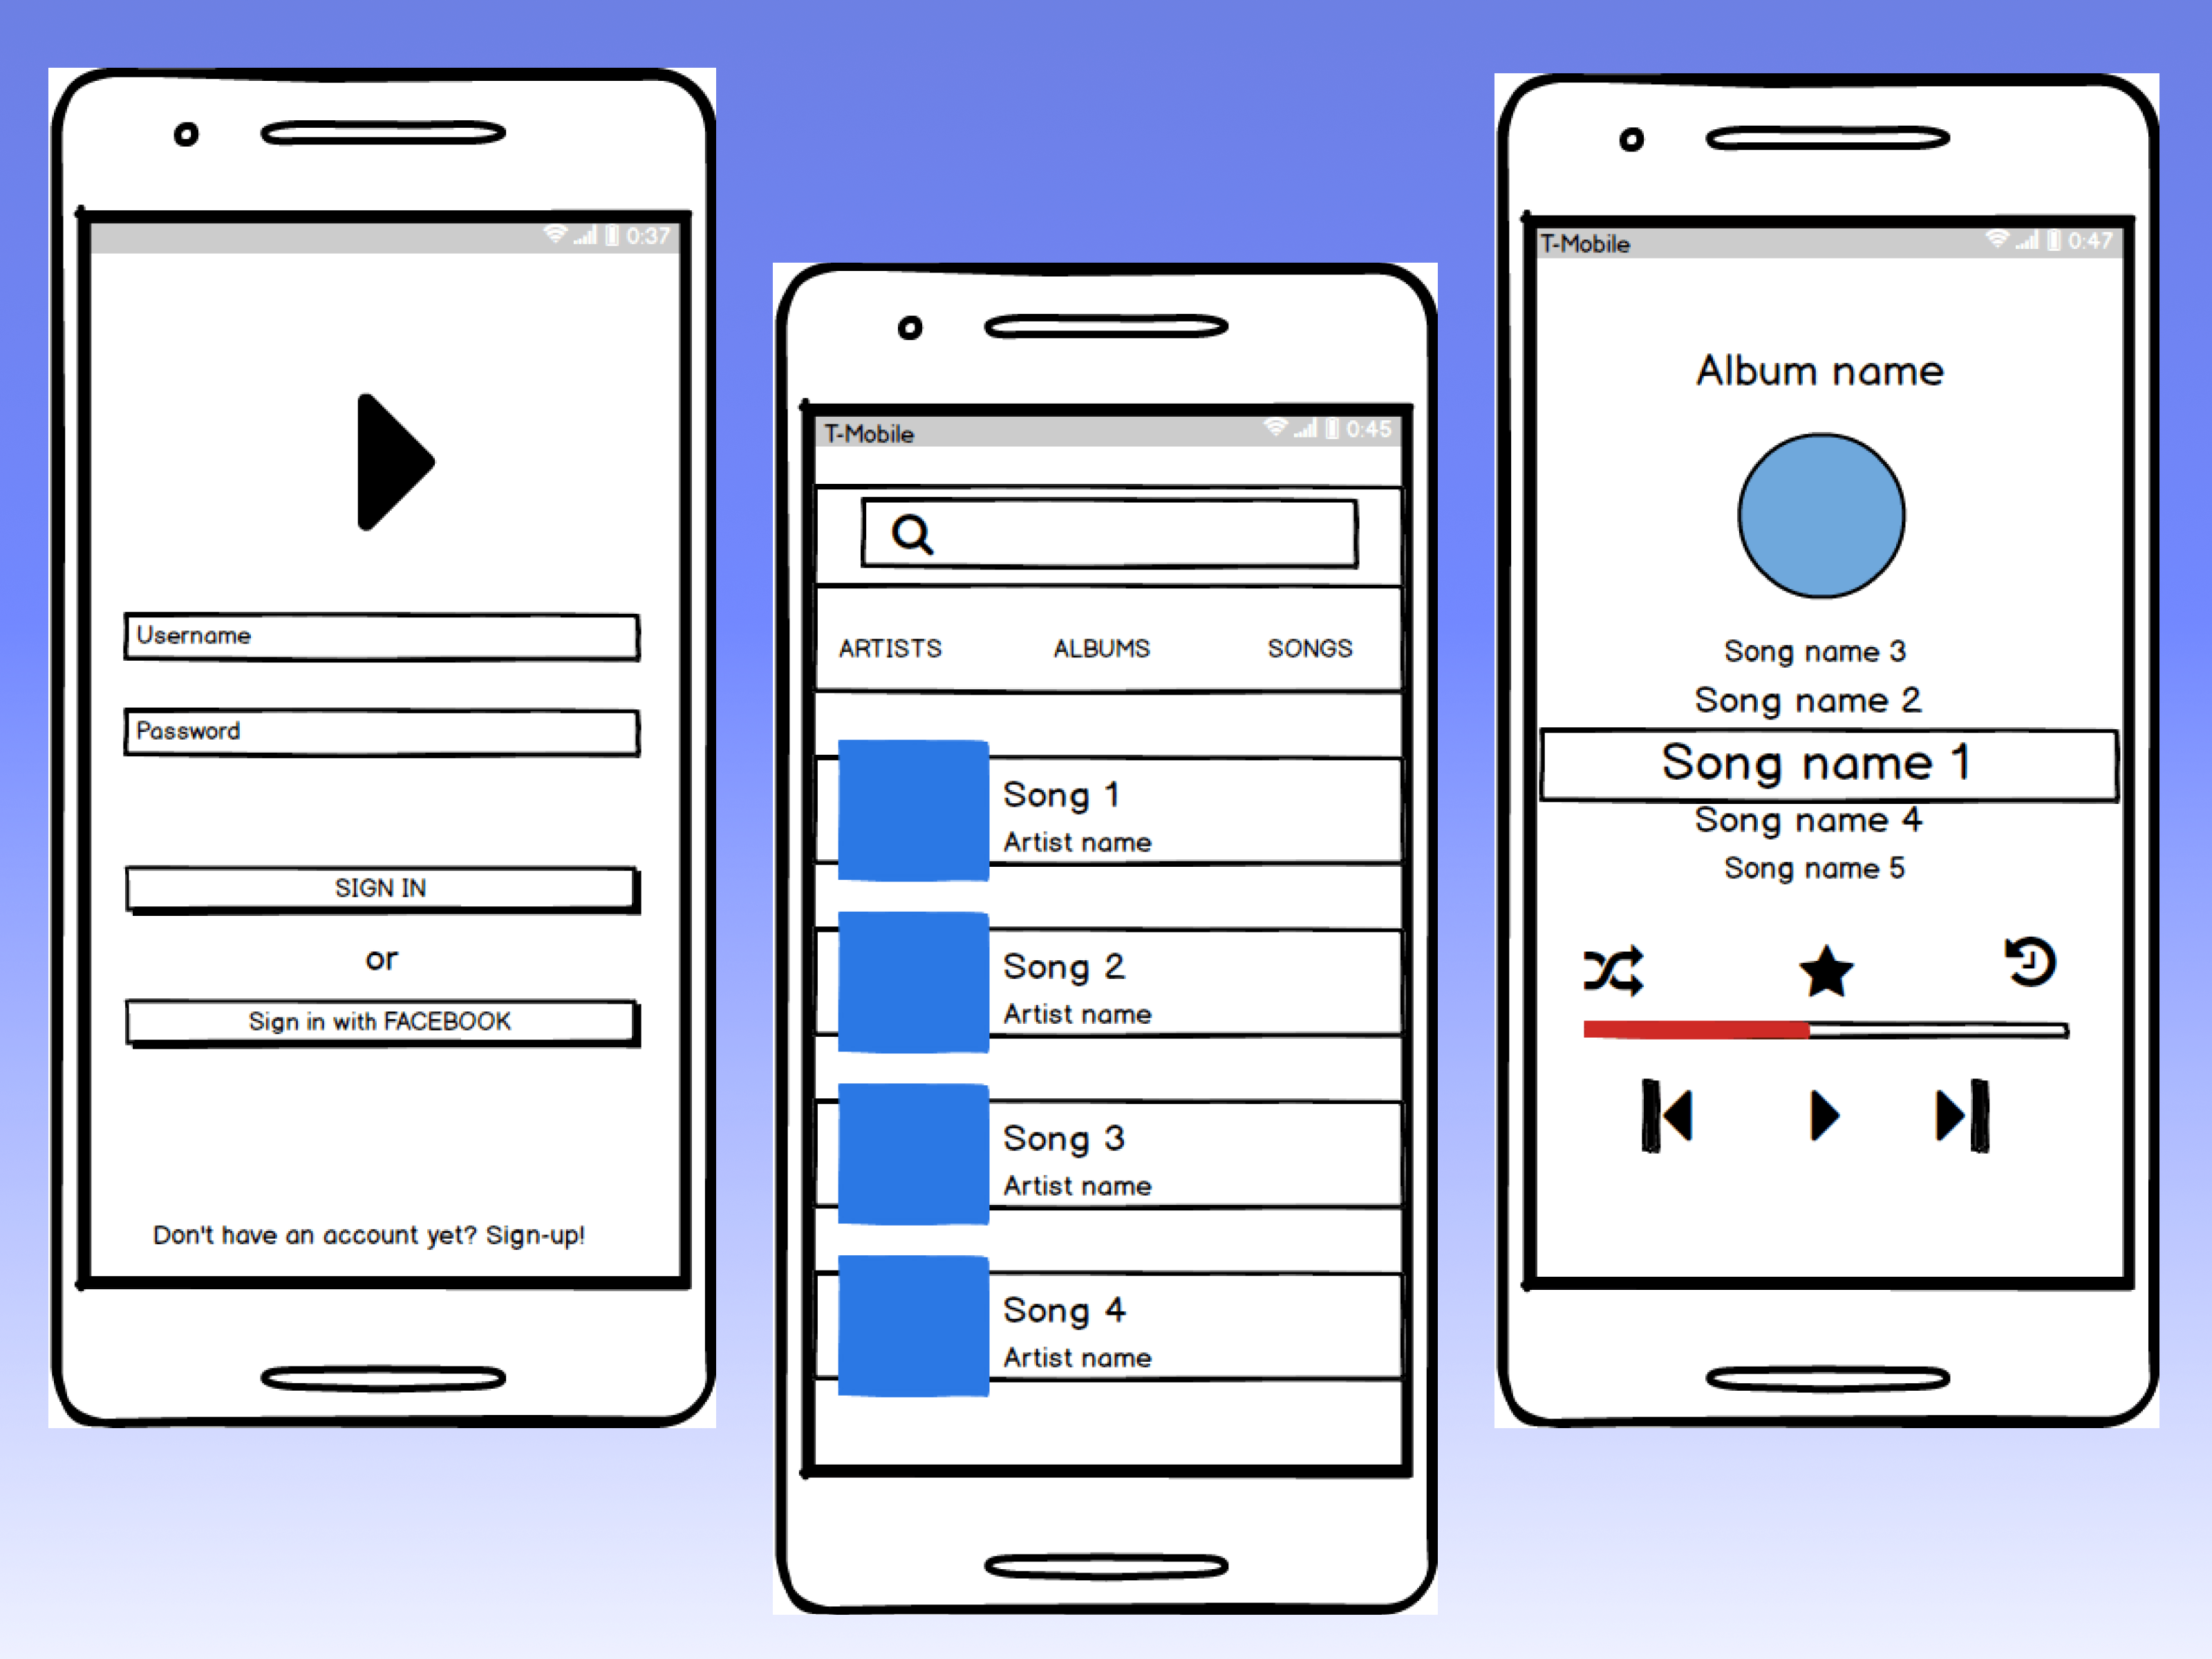 0:37
Username
Password
SIGN IN
or
Sign in with FACEBOOK
Don't have an account yet? Sign-up!
T-Mobile 0:45
ARTISTS ALBUMS SONGS
Song 1
Artist name
Song 2
Artist name
Song 3
Artist name
Song 4
Artist name
T-Mobile 0:47
Album name
Song name 3
Song name 2
Song name 1
Song name 4
Song name 5